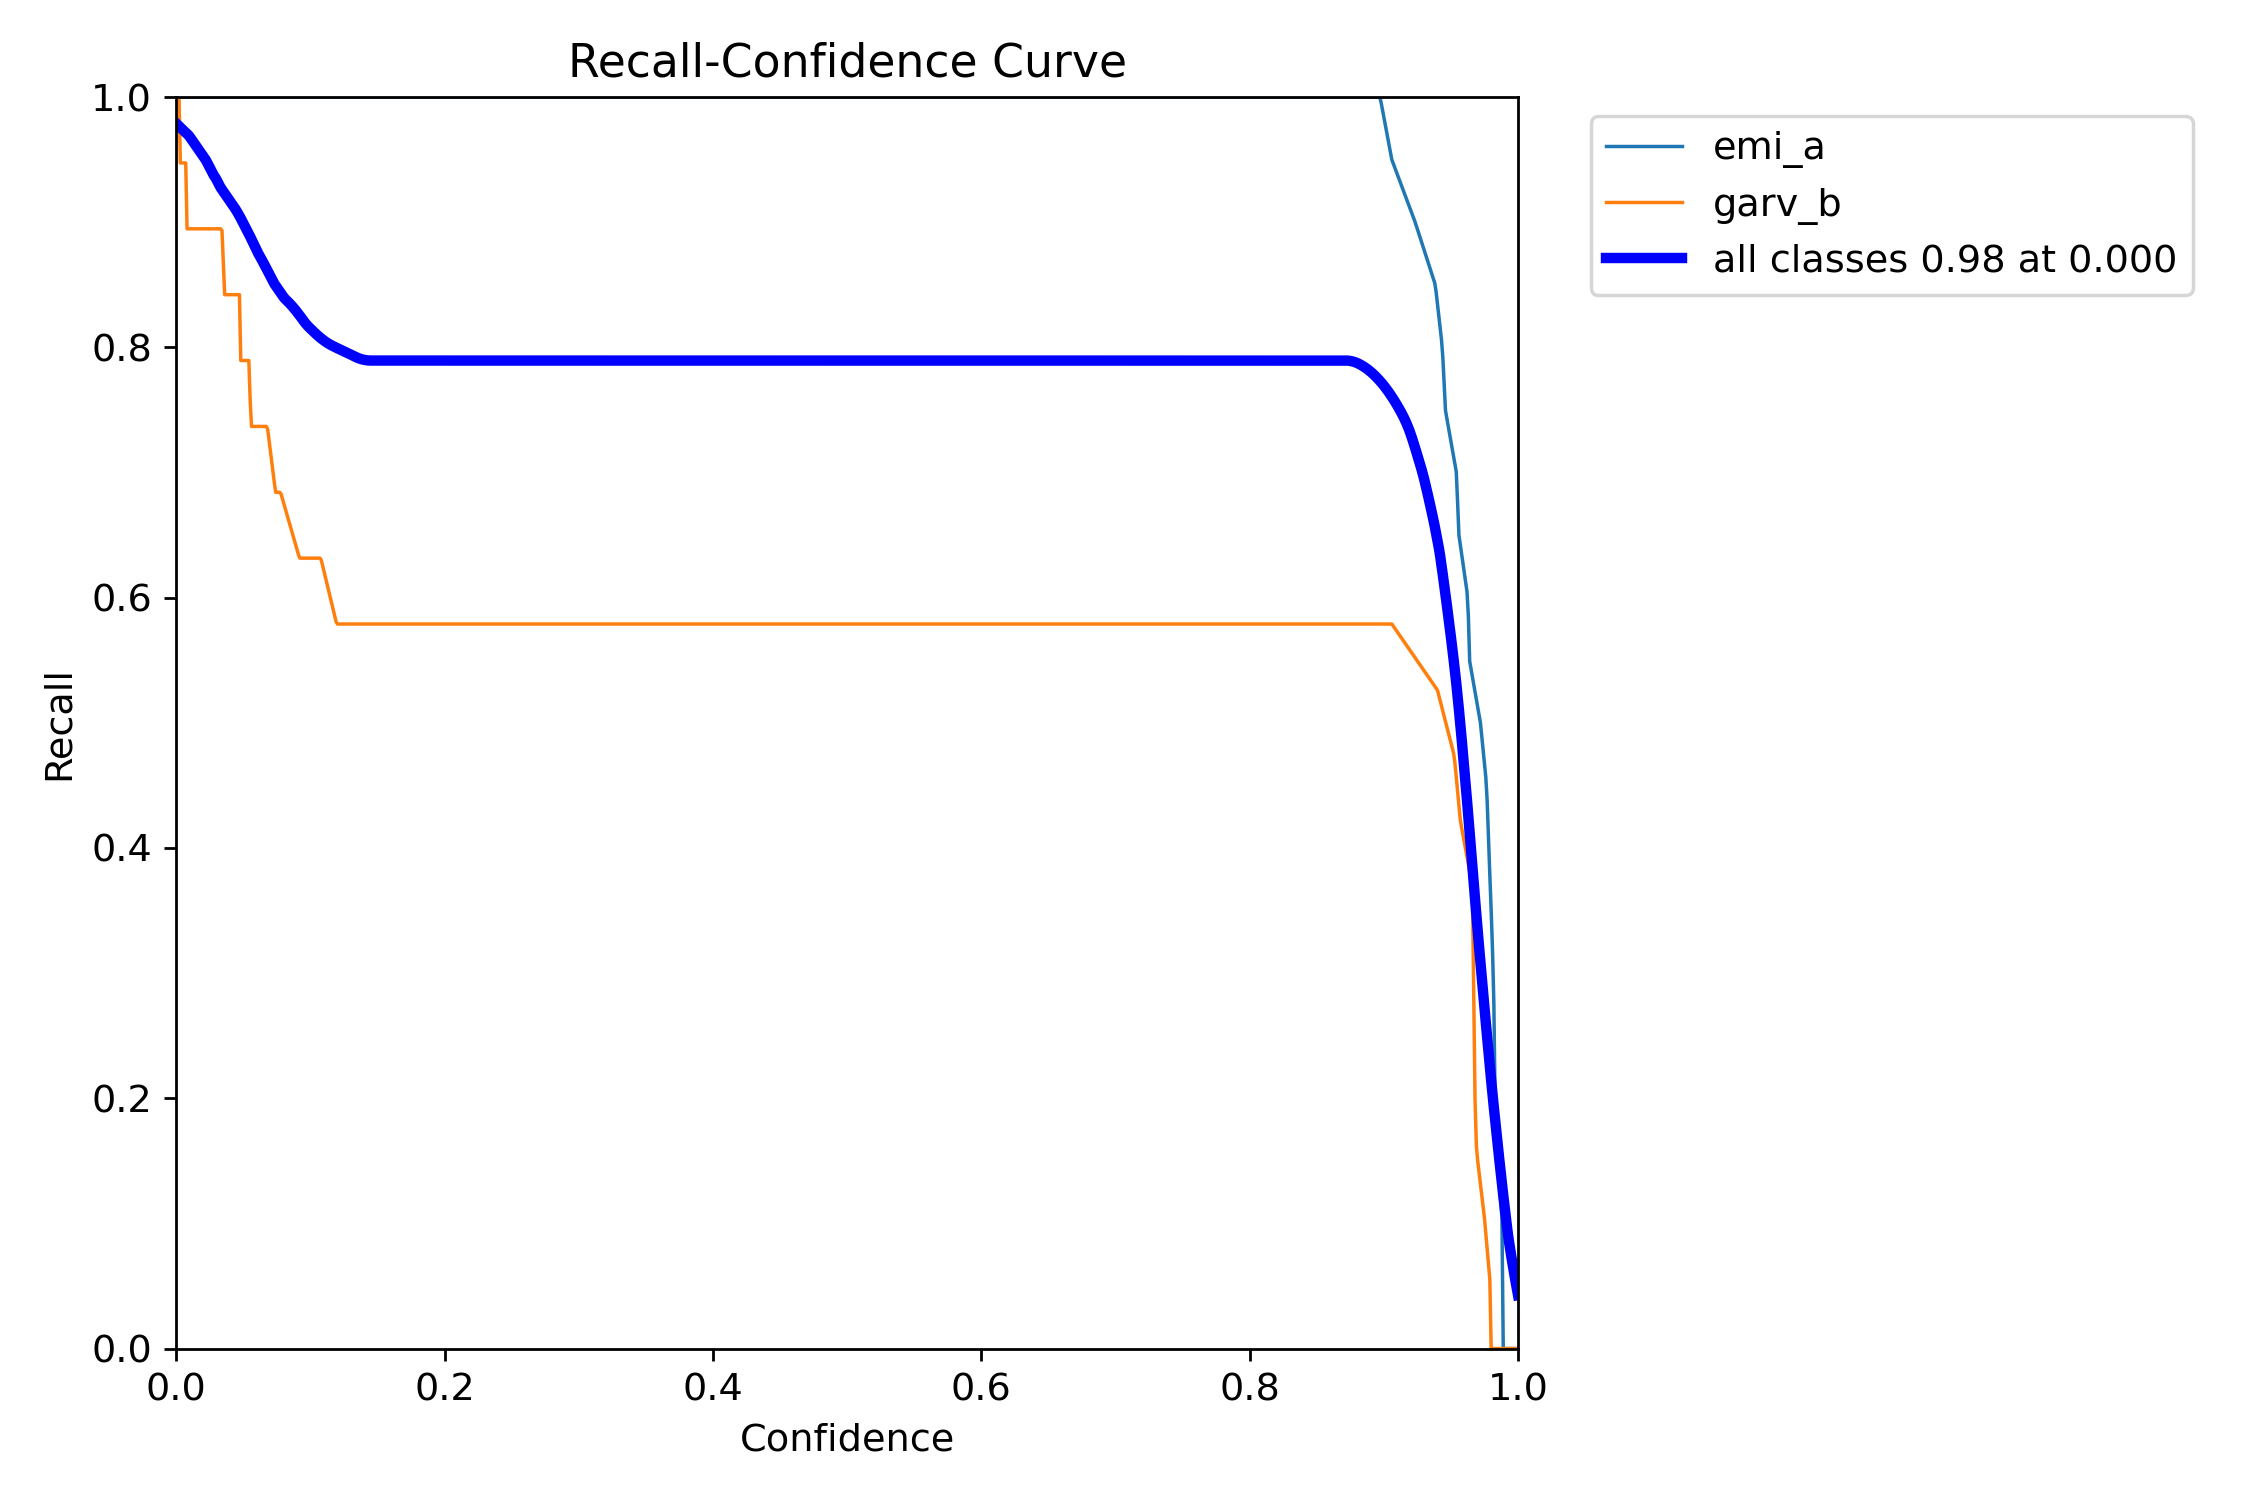 Recall-Confidence Curve
1.0
0.8
0.6
0.4
0.2
0.0
Recall
0.0 0.2 0.4 0.6 0.8 1.0
Confidence
emi_a
garv_b
all classes 0.98 at 0.000